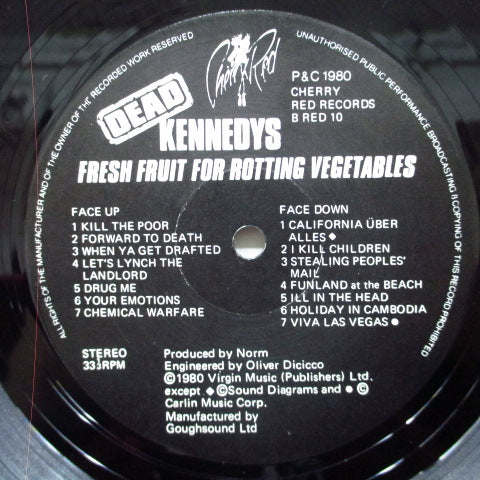 ALL RIGHTS OF THE MANUFACTURER AND OF THE OWNER OF THE RECORDED WORK RESERVED
UNAUTHORISED PUBLIC PERFORMANCE BROADCASTING & COPYING OF THIS RECORD PROHIBITED
Cherry Red
P&C 1980
CHERRY
RED RECORDS
B RED 10
DEAD
KENNEDYS
FRESH FRUIT FOR ROTTING VEGETABLES
FACE UP
1 KILL THE POOR
2 FORWARD TO DEATH
3 WHEN YA GET DRAFTED
4 LET'S LYNCH THE
LANDLORD
5 DRUG ME
6 YOUR EMOTIONS
7 CHEMICAL WARFARE
FACE DOWN
1 CALIFORNIA ÜBER
ALLES ◆
2 I KILL CHILDREN
3 STEALING PEOPLES'
MAIL
4 FUNLAND at the BEACH
5 ILL IN THE HEAD
6 HOLIDAY IN CAMBODIA
7 VIVA LAS VEGAS ●
STEREO
33⅓RPM
Produced by Norm
Engineered by Oliver Dicicco
©1980 Virgin Music (Publishers) Ltd.
except ◆©Sound Diagrams and ●©
Carlin Music Corp.
Manufactured by
Goughsound Ltd